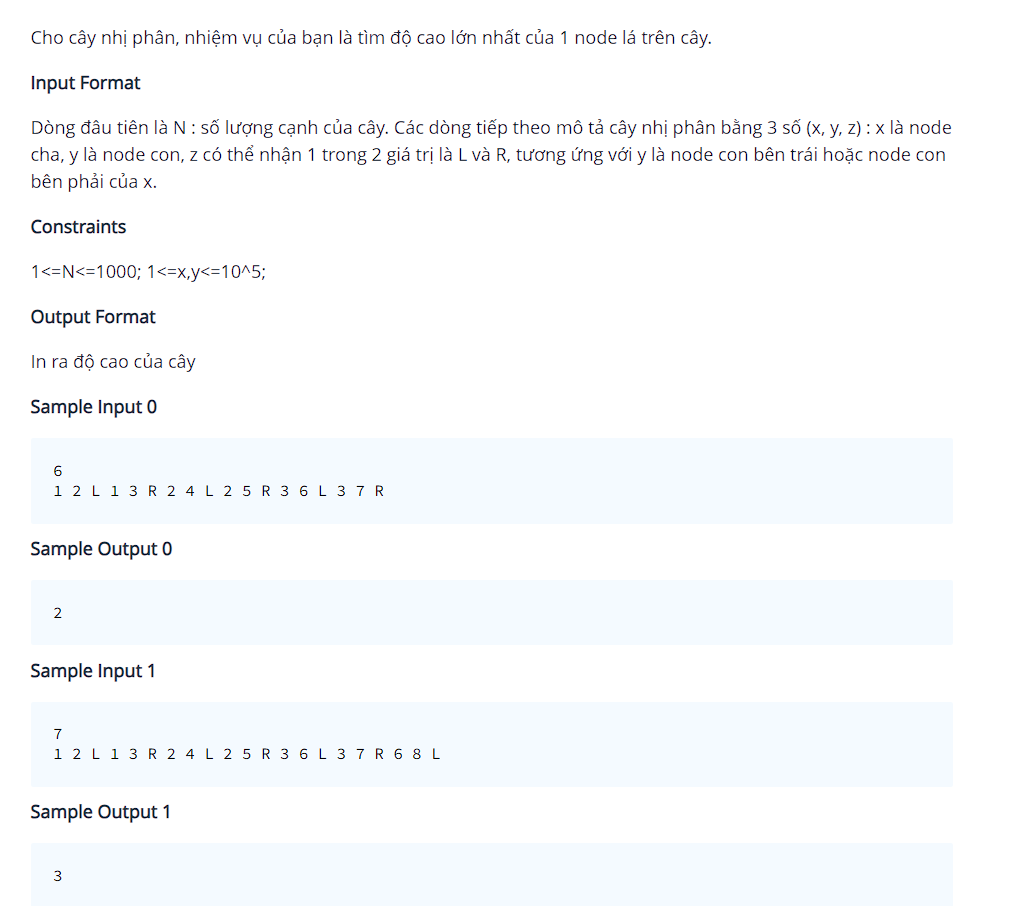 Cho cây nhị phân, nhiệm vụ của bạn là tìm độ cao lớn nhất của 1 node lá trên cây.
Input Format
Dòng đâu tiên là N : số lượng cạnh của cây. Các dòng tiếp theo mô tả cây nhị phân bằng 3 số (x, y, z) : x là node
cha, y là node con, z có thể nhận 1 trong 2 giá trị là L và R, tương ứng với y là node con bên trái hoặc node con
bên phải của x.
Constraints
1<=N<=1000; 1<=x,y<=10^5;
Output Format
In ra độ cao của cây
Sample Input 0
6
1 2 L 1 3 R 2 4 L 2 5 R 3 6 L 3 7 R
Sample Output 0
2
Sample Input 1
7
1 2 L 1 3 R 2 4 L 2 5 R 3 6 L 3 7 R 6 8 L
Sample Output 1
3